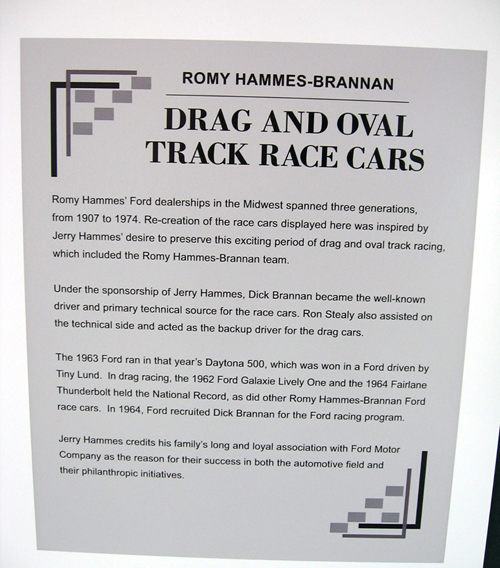 ROMY HAMMES-BRANNAN
DRAG AND OVAL
TRACK RACE CARS
Romy Hammes' Ford dealerships in the Midwest spanned three generations,
from 1907 to 1974. Re-creation of the race cars displayed here was inspired by
Jerry Hammes' desire to preserve this exciting period of drag and oval track racing,
which included the Romy Hammes-Brannan team.
Under the sponsorship of Jerry Hammes, Dick Brannan became the well-known
driver and primary technical source for the race cars. Ron Stealy also assisted on
the technical side and acted as the backup driver for the drag cars.
The 1963 Ford ran in that year's Daytona 500, which was won in a Ford driven by
Tiny Lund. In drag racing, the 1962 Ford Galaxie Lively One and the 1964 Fairlane
Thunderbolt held the National Record, as did other Romy Hammes-Brannan Ford
race cars. In 1964, Ford recruited Dick Brannan for the Ford racing program.
Jerry Hammes credits his family's long and loyal association with Ford Motor
Company as the reason for their success in both the automotive field and
their philanthropic initiatives.